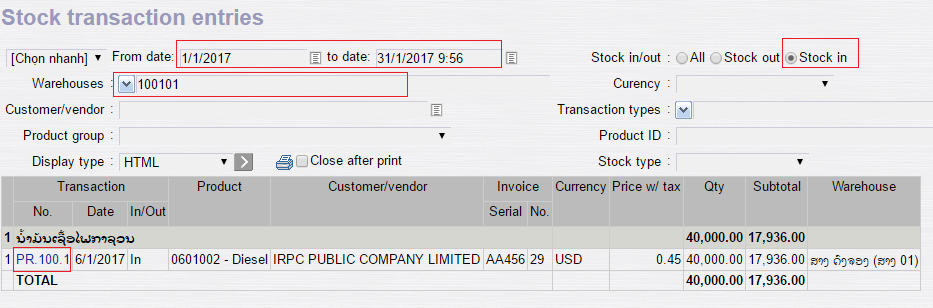 Stock transaction entries
[Chọn nhanh] From date: 1/1/2017 to date: 31/1/2017 9:56 Stock in/out : All Stock out Stock in
Warehouses : 100101 Curency :
Customer/vendor : Transaction types :
Product group : Product ID :
Display type : HTML Close after print Stock type :
Transaction Product Customer/vendor Invoice Currency Price w/ tax Qty Subtotal Warehouse
No. Date In/Out Serial No.
1 ນ້ຳມັນເຊື້ອໄຟກາຊວນ 40,000.00 17,936.00
1 PR.100.1 6/1/2017 In 0601002 - Diesel IRPC PUBLIC COMPANY LIMITED AA456 29 USD 0.45 40,000.00 17,936.00 ສາງ ດົງຈອງ (ສາງ 01)
TOTAL 40,000.00 17,936.00